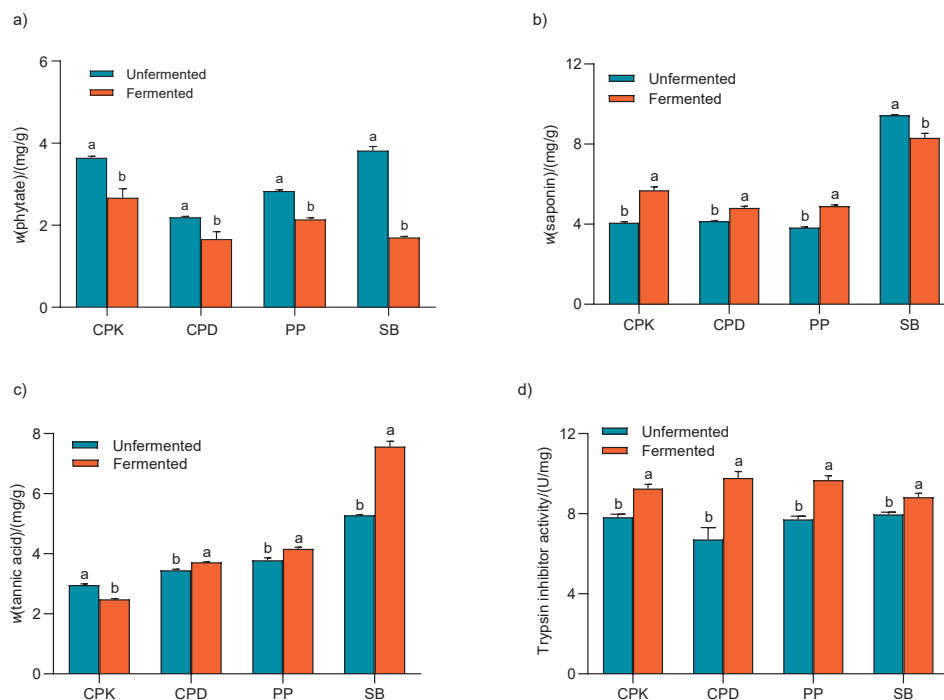 a)
6
4
2
0
w(phytate)/(mg/g)
Unfermented
Fermented
a
b
a
b
a
b
a
b
CPK
CPD
PP
SB
b)
12
8
4
0
w(saponin)/(mg/g)
Unfermented
Fermented
b
a
b
a
b
a
a
b
CPK
CPD
PP
SB
c)
8
6
4
2
0
w(tannic acid)/(mg/g)
Unfermented
Fermented
a
b
b
a
b
a
b
a
CPK
CPD
PP
SB
d)
12
8
4
0
Trypsin inhibitor activity/(U/mg)
Unfermented
Fermented
b
a
b
a
b
a
b
a
CPK
CPD
PP
SB